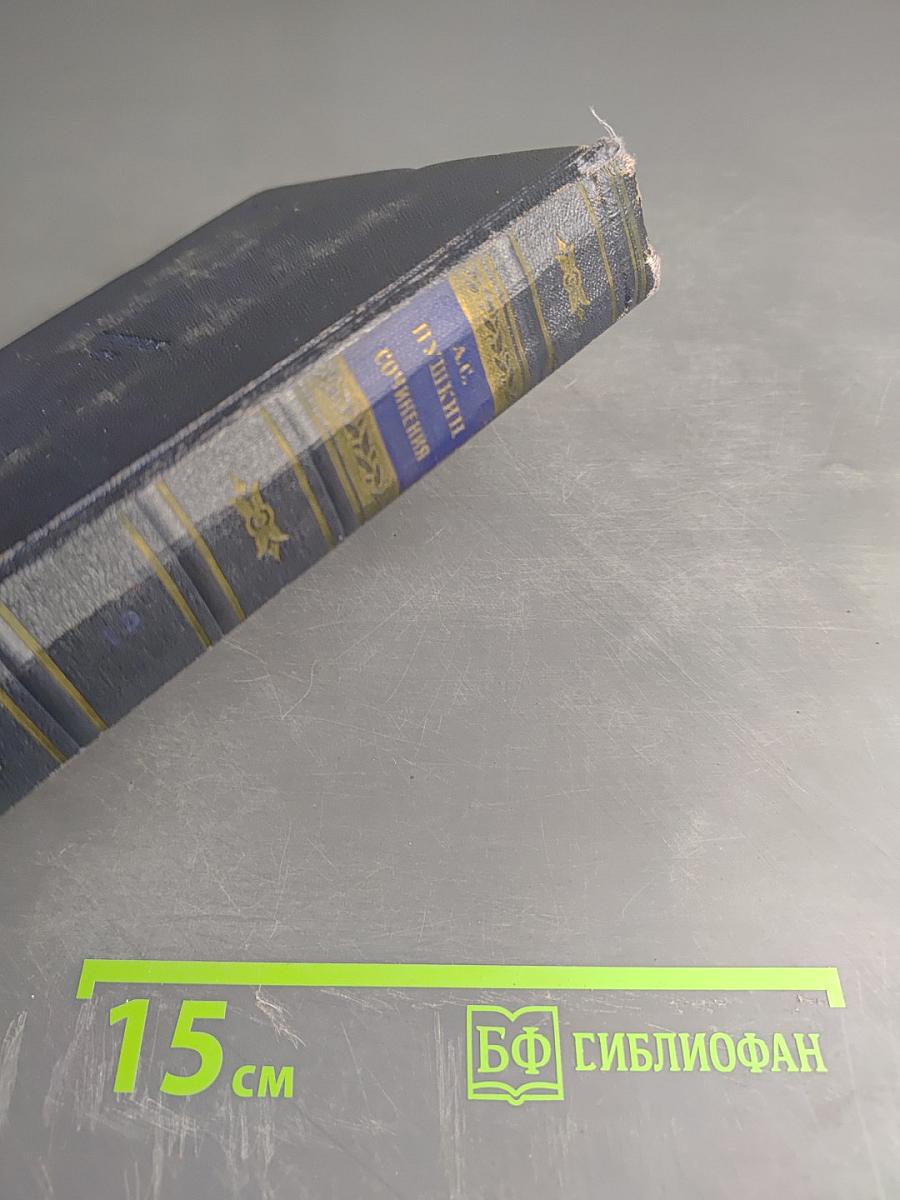 А.С.
ПУШКИН
СОЧИНЕНИЯ
15 см
БФ БИБЛИОФАН